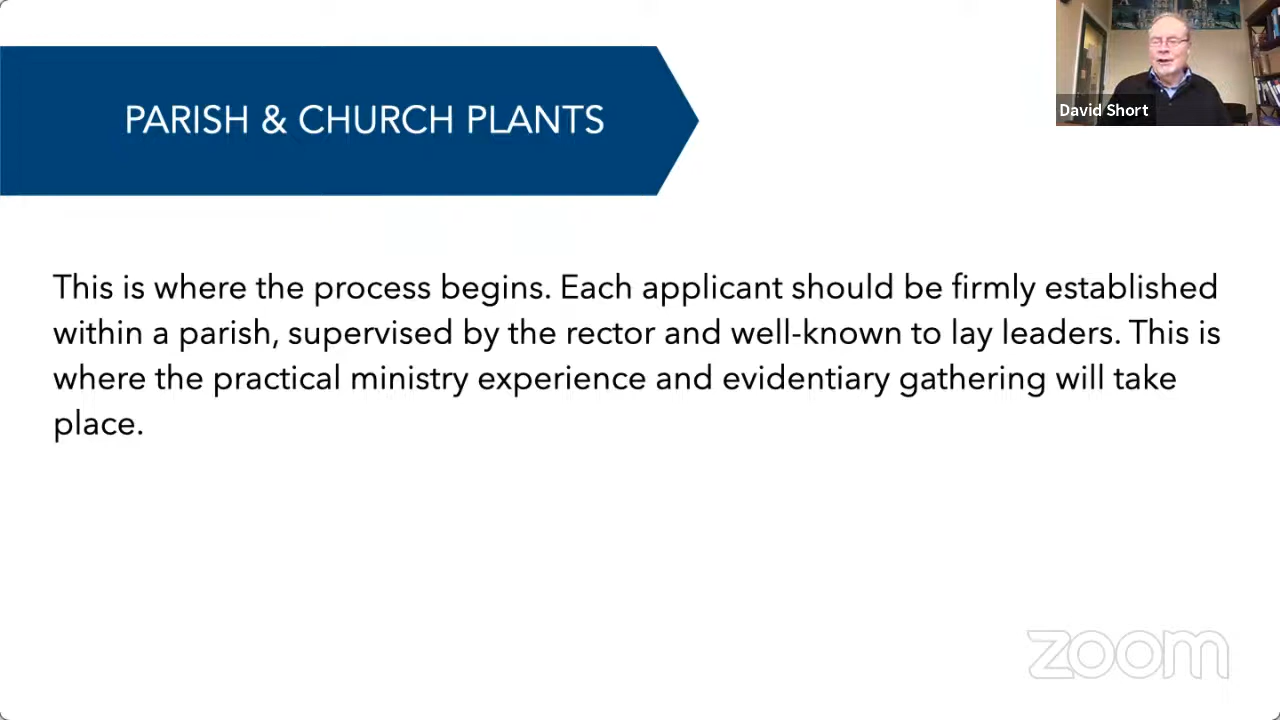 PARISH & CHURCH PLANTS
David Short
This is where the process begins. Each applicant should be firmly established
within a parish, supervised by the rector and well-known to lay leaders. This is
where the practical ministry experience and evidentiary gathering will take
place.
zoom